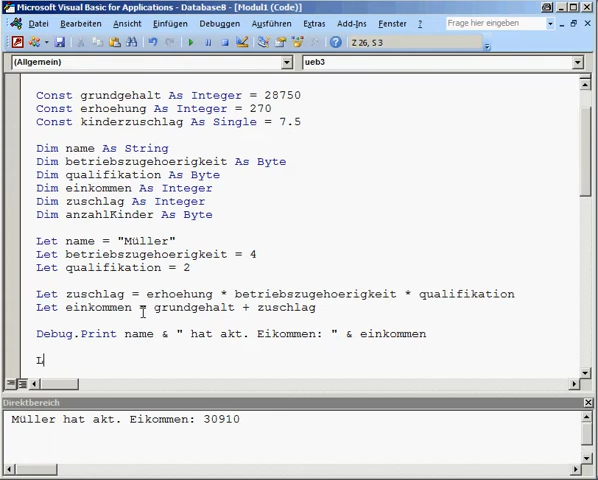 Microsoft Visual Basic for Applications - DatabaseB - [Modul1 (Code)]
Datei Bearbeiten Ansicht Einfügen Debuggen Ausführen Extras Add-Ins Fenster ? Frage hier eingeben
Z 26, S 3
(Allgemein) ueb3
Const grundgehalt As Integer = 28750
Const erhoehung As Integer = 270
Const kinderzuschlag As Single = 7.5
Dim name As String
Dim betriebszugehoerigkeit As Byte
Dim qualifikation As Byte
Dim einkommen As Integer
Dim zuschlag As Integer
Dim anzahlKinder As Byte
Let name = "Müller"
Let betriebszugehoerigkeit = 4
Let qualifikation = 2
Let zuschlag = erhoehung * betriebszugehoerigkeit * qualifikation
Let einkommen = grundgehalt + zuschlag
Debug.Print name & " hat akt. Eikommen: " & einkommen
L
Direktbereich
Müller hat akt. Eikommen: 30910